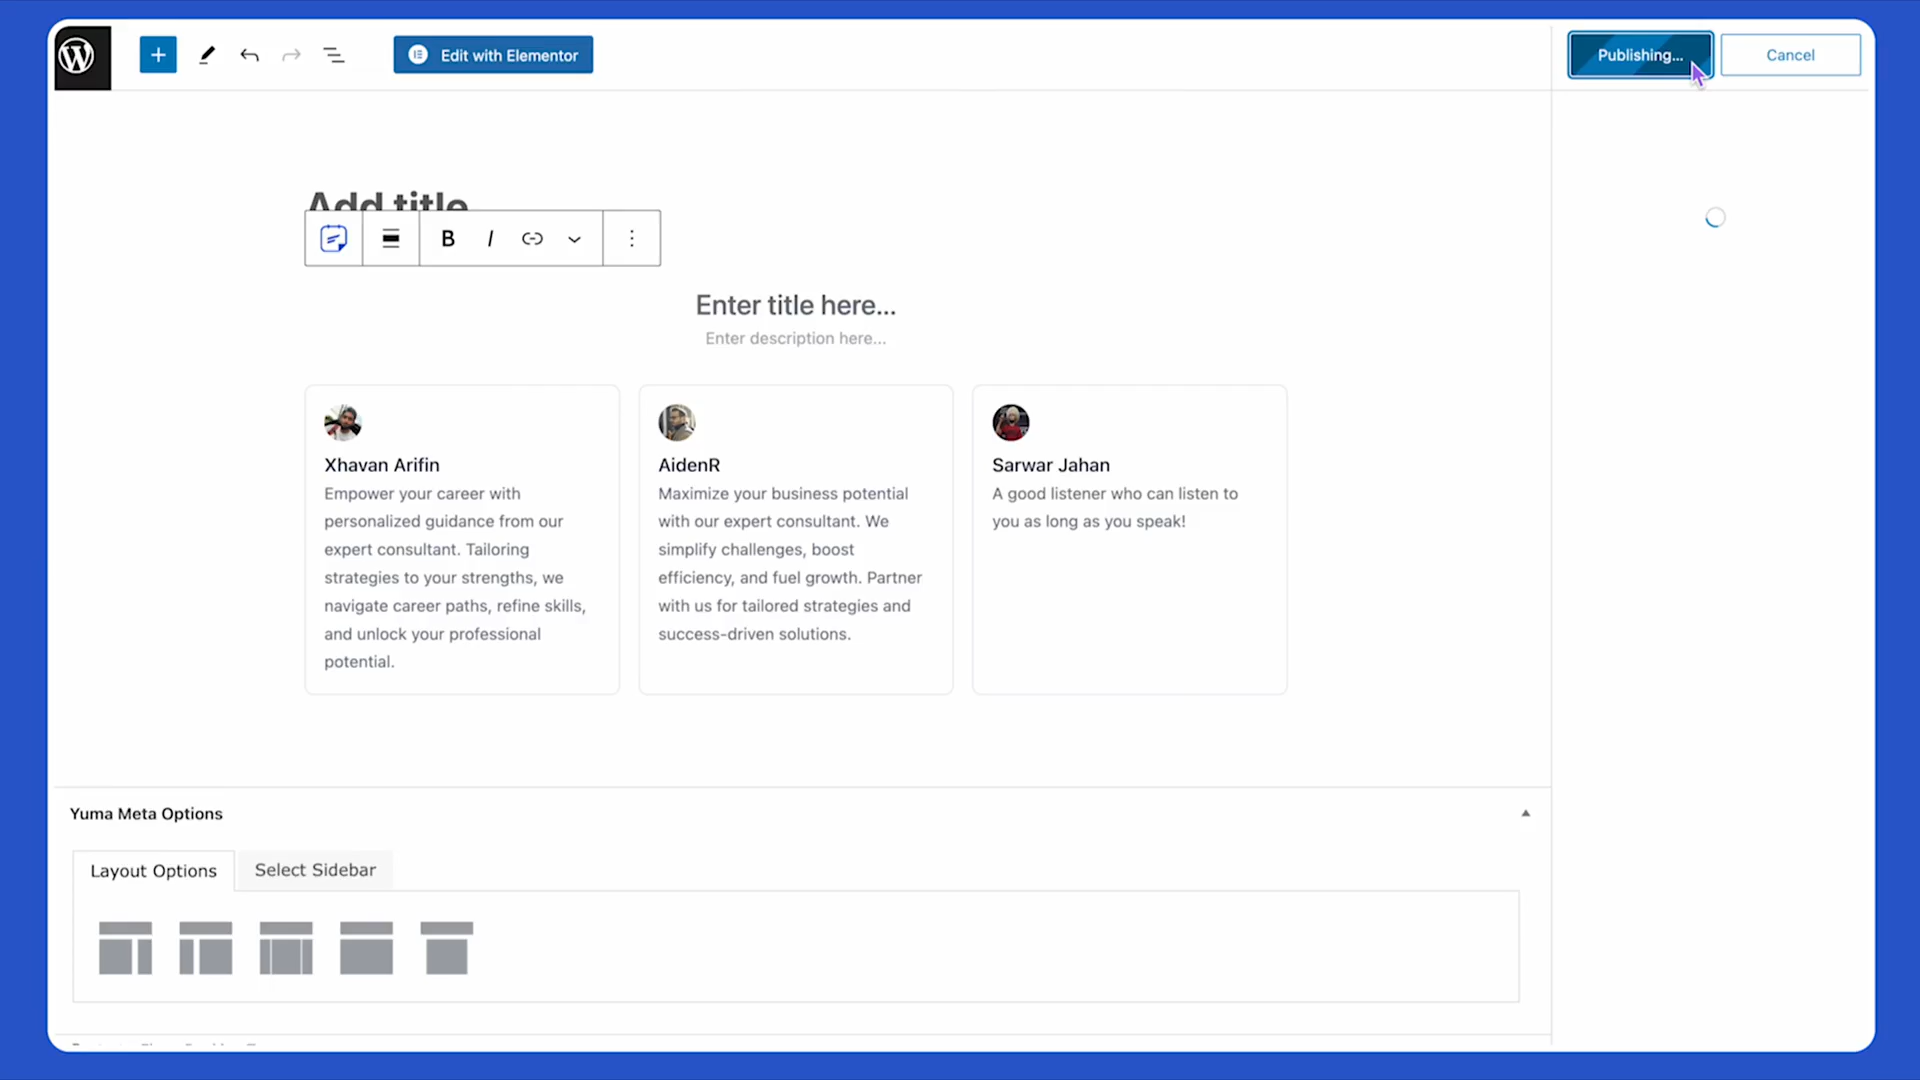 Edit with Elementor
Publishing...
Cancel
Add title
B I
Enter title here...
Enter description here...
Xhavan Arifin
Empower your career with
personalized guidance from our
expert consultant. Tailoring
strategies to your strengths, we
navigate career paths, refine skills,
and unlock your professional
potential.
AidenR
Maximize your business potential
with our expert consultant. We
simplify challenges, boost
efficiency, and fuel growth. Partner
with us for tailored strategies and
success-driven solutions.
Sarwar Jahan
A good listener who can listen to
you as long as you speak!
Yuma Meta Options
Layout Options
Select Sidebar